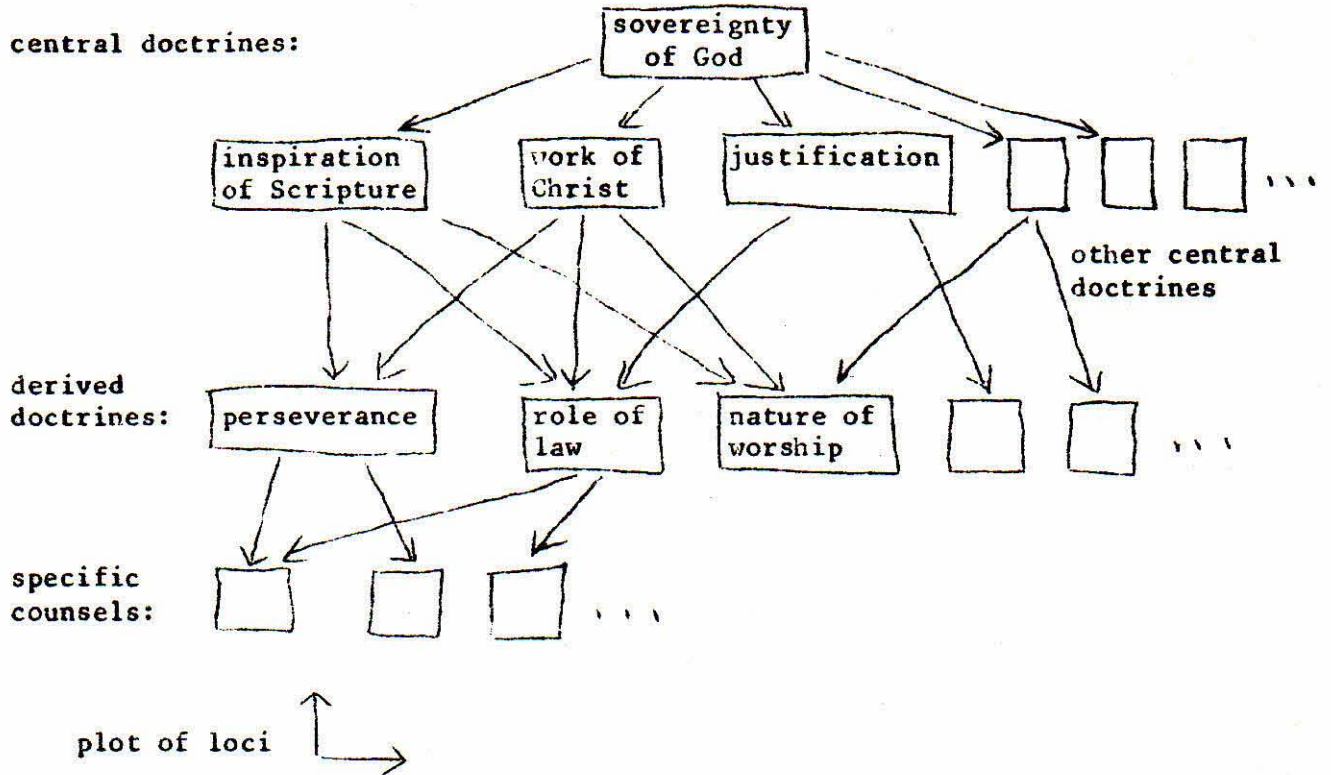 central doctrines:
sovereignty
of God
inspiration
of Scripture
work of
Christ
justification
...
other central
doctrines
derived
doctrines:
perseverance
role of
law
nature of
worship
...
specific
counsels:
...
plot of loci